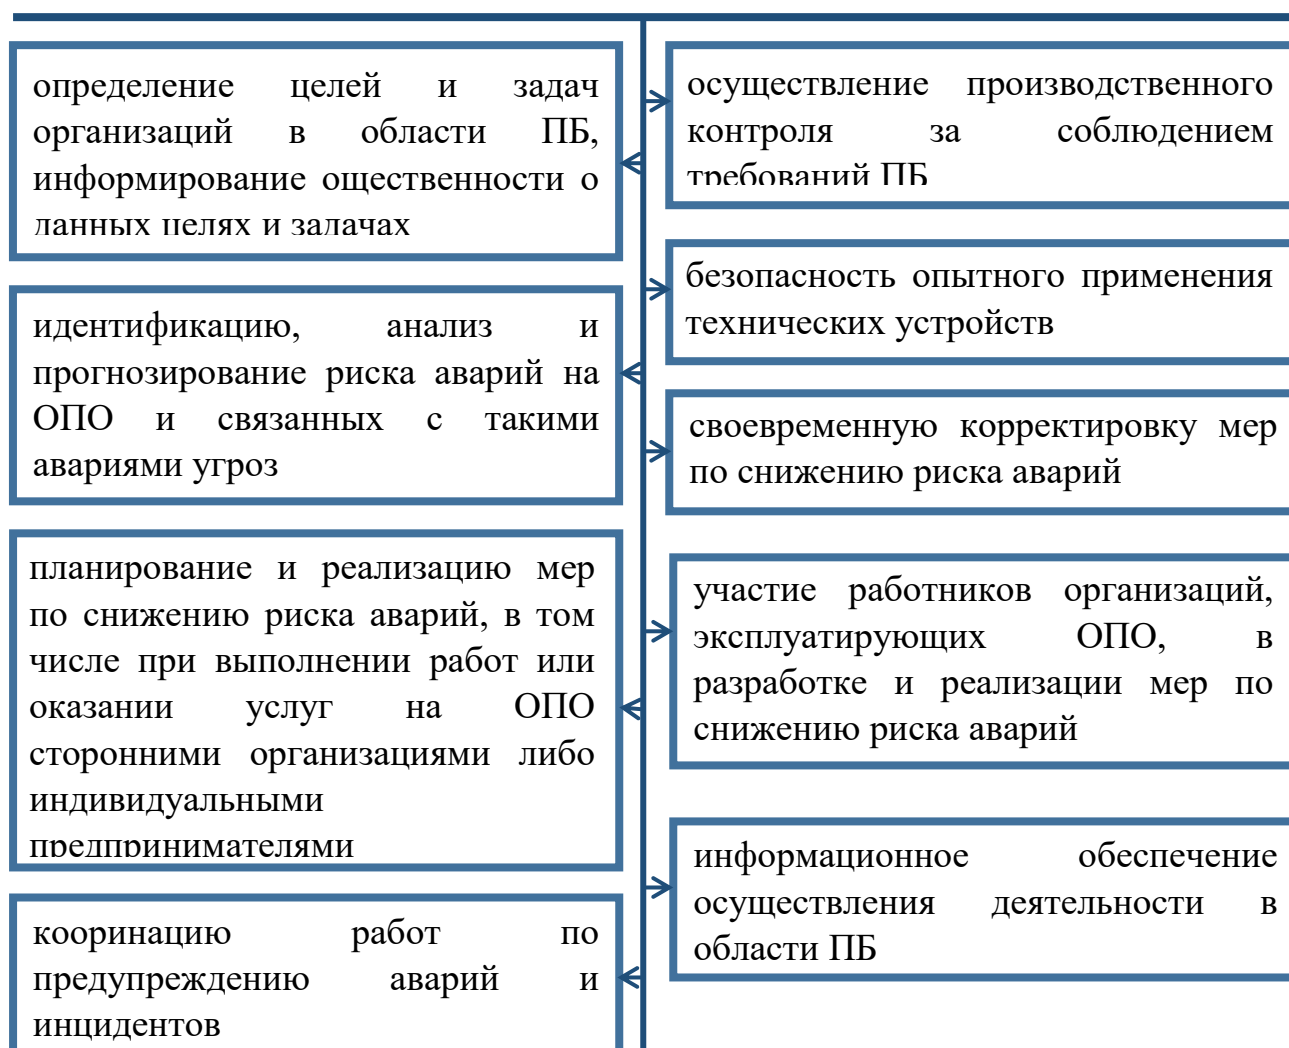 определение целей и задач
организаций в области ПБ,
информирование ощественности о
данных целях и задачах
идентификацию, анализ и
прогнозирование риска аварий на
ОПО и связанных с такими
авариями угроз
планирование и реализацию мер
по снижению риска аварий, в том
числе при выполнении работ или
оказании услуг на ОПО
сторонними организациями либо
индивидуальными
предпринимателями
кооринацию работ по
предупреждению аварий и
инцидентов
осуществление производственного
контроля за соблюдением
требований ПБ
безопасность опытного применения
технических устройств
своевременную корректировку мер
по снижению риска аварий
участие работников организаций,
эксплуатирующих ОПО, в
разработке и реализации мер по
снижению риска аварий
информационное обеспечение
осуществления деятельности в
области ПБ